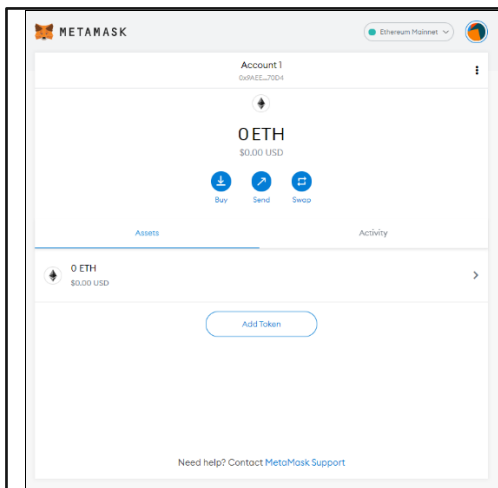 METAMASK
Ethereum Mainnet
Account 1
0x9AEE...70D4
0 ETH
$0.00 USD
Buy Send Swap
Assets Activity
0 ETH
$0.00 USD
Add Token
Need help? Contact MetaMask Support